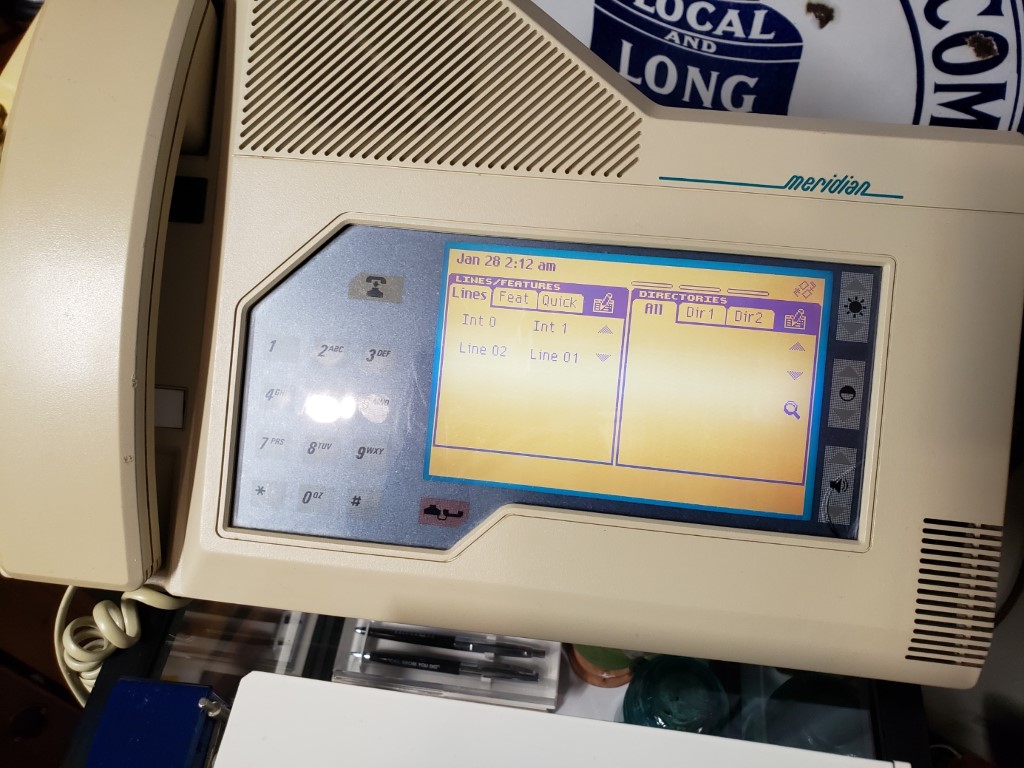 LOCAL
AND
LONG
COM
meridian
Jan 28 2:12 am
LINES/FEATURES
Lines Feat Quick
Int 0 Int 1
Line 02 Line 01
DIRECTORIES
All Dir1 Dir2
1 2ABC 3DEF
7PRS 8TUV 9WXY
* 0OZ #